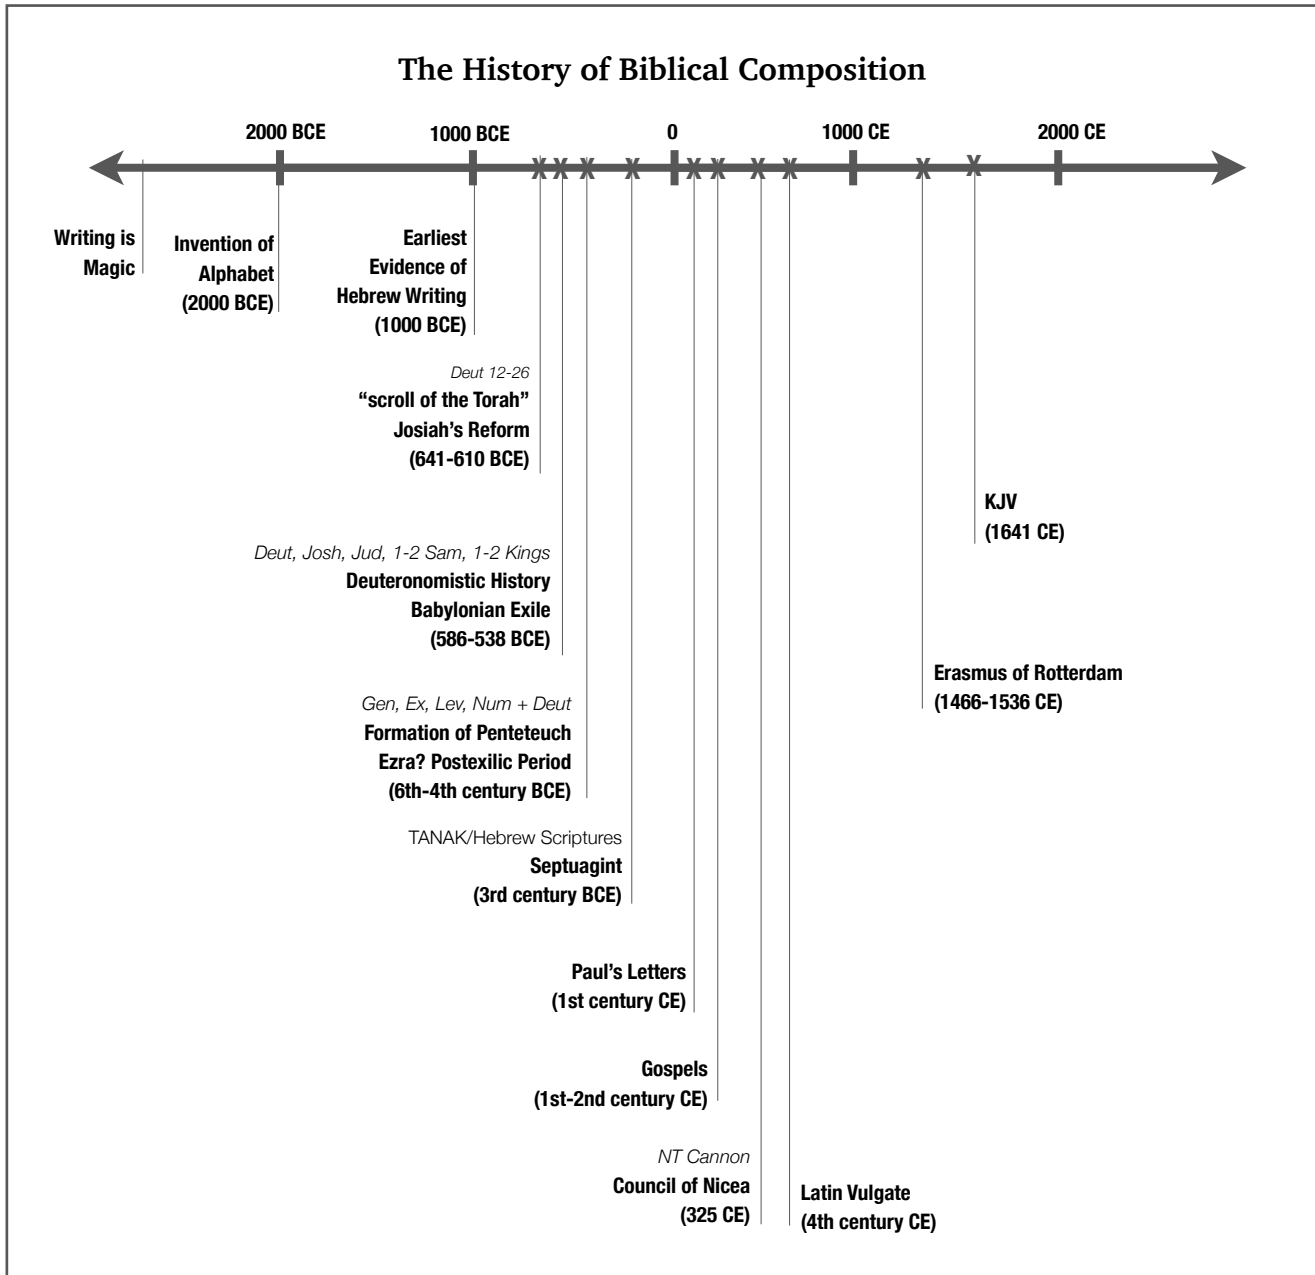 The History of Biblical Composition
2000 BCE
1000 BCE
0
1000 CE
2000 CE
Writing is
Magic
Invention of
Alphabet
(2000 BCE)
Earliest
Evidence of
Hebrew Writing
(1000 BCE)
Deut 12-26
“scroll of the Torah”
Josiah’s Reform
(641-610 BCE)
KJV
(1641 CE)
Deut, Josh, Jud, 1-2 Sam, 1-2 Kings
Deuteronomistic History
Babylonian Exile
(586-538 BCE)
Erasmus of Rotterdam
(1466-1536 CE)
Gen, Ex, Lev, Num + Deut
Formation of Penteteuch
Ezra? Postexilic Period
(6th-4th century BCE)
TANAK/Hebrew Scriptures
Septuagint
(3rd century BCE)
Paul’s Letters
(1st century CE)
Gospels
(1st-2nd century CE)
NT Cannon
Council of Nicea
(325 CE)
Latin Vulgate
(4th century CE)